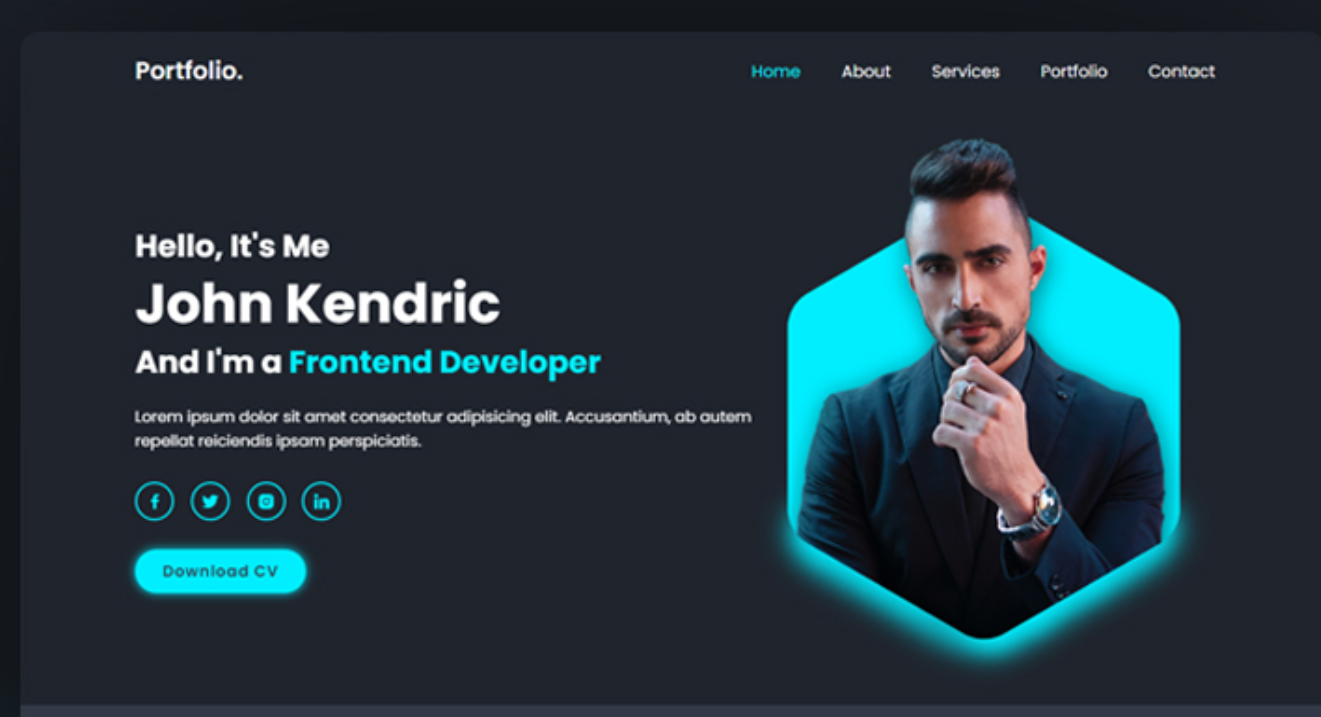 Portfolio.
Home About Services Portfolio Contact
Hello, It's Me
John Kendric
And I'm a Frontend Developer
Lorem ipsum dolor sit amet consectetur adipisicing elit. Accusantium, ab autem
repellat reiciendis ipsam perspiciatis.
Download CV